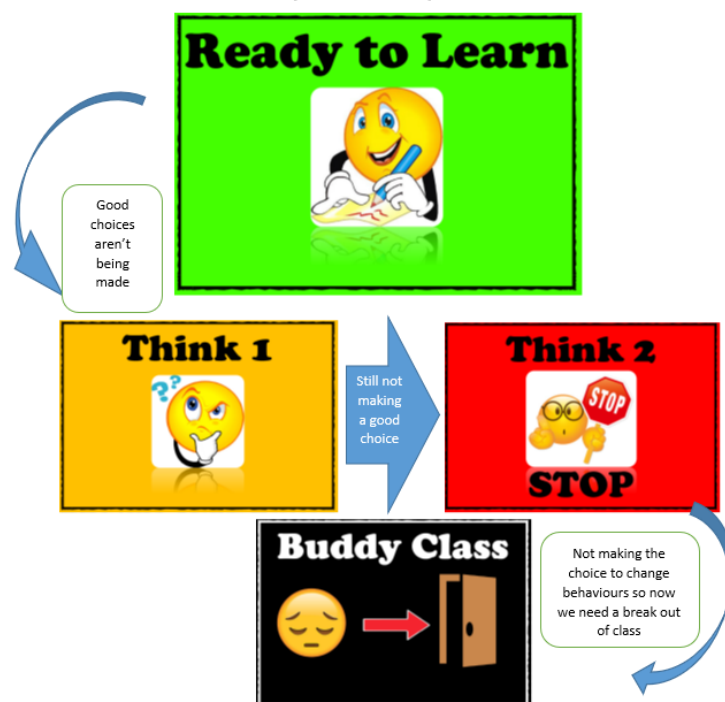 Ready to Learn
Good
choices
aren't
being
made
Think 1
??
Still not
making
a good
choice
Think 2
STOP
STOP
Buddy Class
Not making the
choice to change
behaviours so now
we need a break out
of class